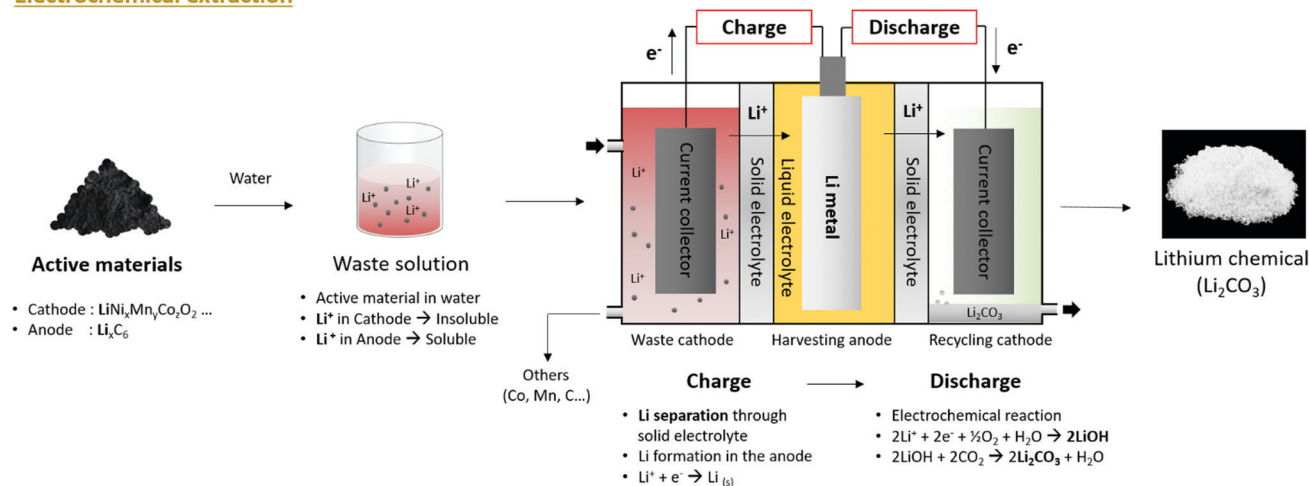 Electrochemical extraction
Charge
Discharge
e⁻
e⁻
Li⁺
Li⁺
Water
Li⁺
Li⁺
Li⁺
Li⁺
Li⁺
Li⁺
Li⁺
Current collector
Solid electrolyte
Liquid electrolyte
Li metal
Solid electrolyte
Current collector
Li₂CO₃
Active materials
• Cathode : LiNiₓMnᵧCo₂O₂ ...
• Anode : LiₓC₆
Waste solution
• Active material in water
• Li⁺ in Cathode → Insoluble
• Li⁺ in Anode → Soluble
Others
(Co, Mn, C...)
Waste cathode
Harvesting anode
Recycling cathode
Lithium chemical
(Li₂CO₃)
Charge
• Li separation through
solid electrolyte
• Li formation in the anode
• Li⁺ + e⁻ → Li ₍s₎
Discharge
• Electrochemical reaction
• 2Li⁺ + 2e⁻ + ½O₂ + H₂O → 2LiOH
• 2LiOH + 2CO₂ → 2Li₂CO₃ + H₂O